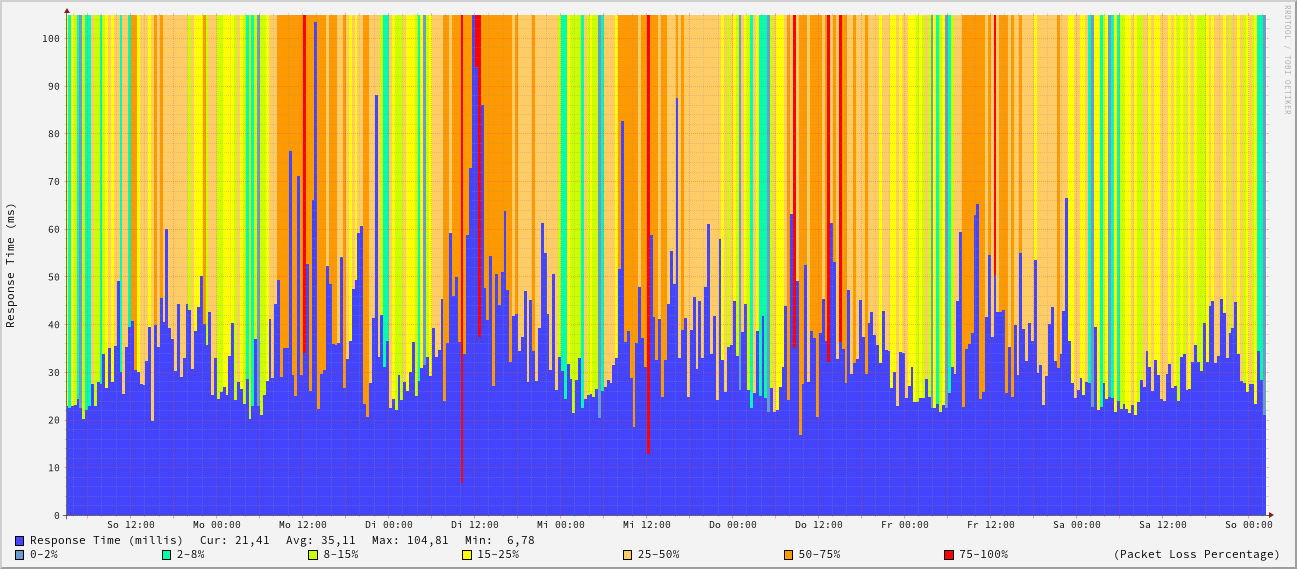 RRDTOOL / TOBI OETIKER
Response Time (ms)
100
90
80
70
60
50
40
30
20
10
0
So 12:00 Mo 00:00 Mo 12:00 Di 00:00 Di 12:00 Mi 00:00 Mi 12:00 Do 00:00 Do 12:00 Fr 00:00 Fr 12:00 Sa 00:00 Sa 12:00 So 00:00
Response Time (millis) Cur: 21,41 Avg: 35,11 Max: 104,81 Min: 6,78
0-2% 2-8% 8-15% 15-25% 25-50% 50-75% 75-100% (Packet Loss Percentage)